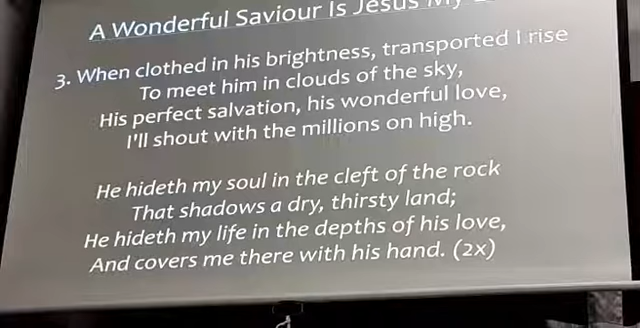 A Wonderful Saviour Is Jesus My
3. When clothed in his brightness, transported I rise
To meet him in clouds of the sky,
His perfect salvation, his wonderful love,
I'll shout with the millions on high.
He hideth my soul in the cleft of the rock
That shadows a dry, thirsty land;
He hideth my life in the depths of his love,
And covers me there with his hand. (2x)